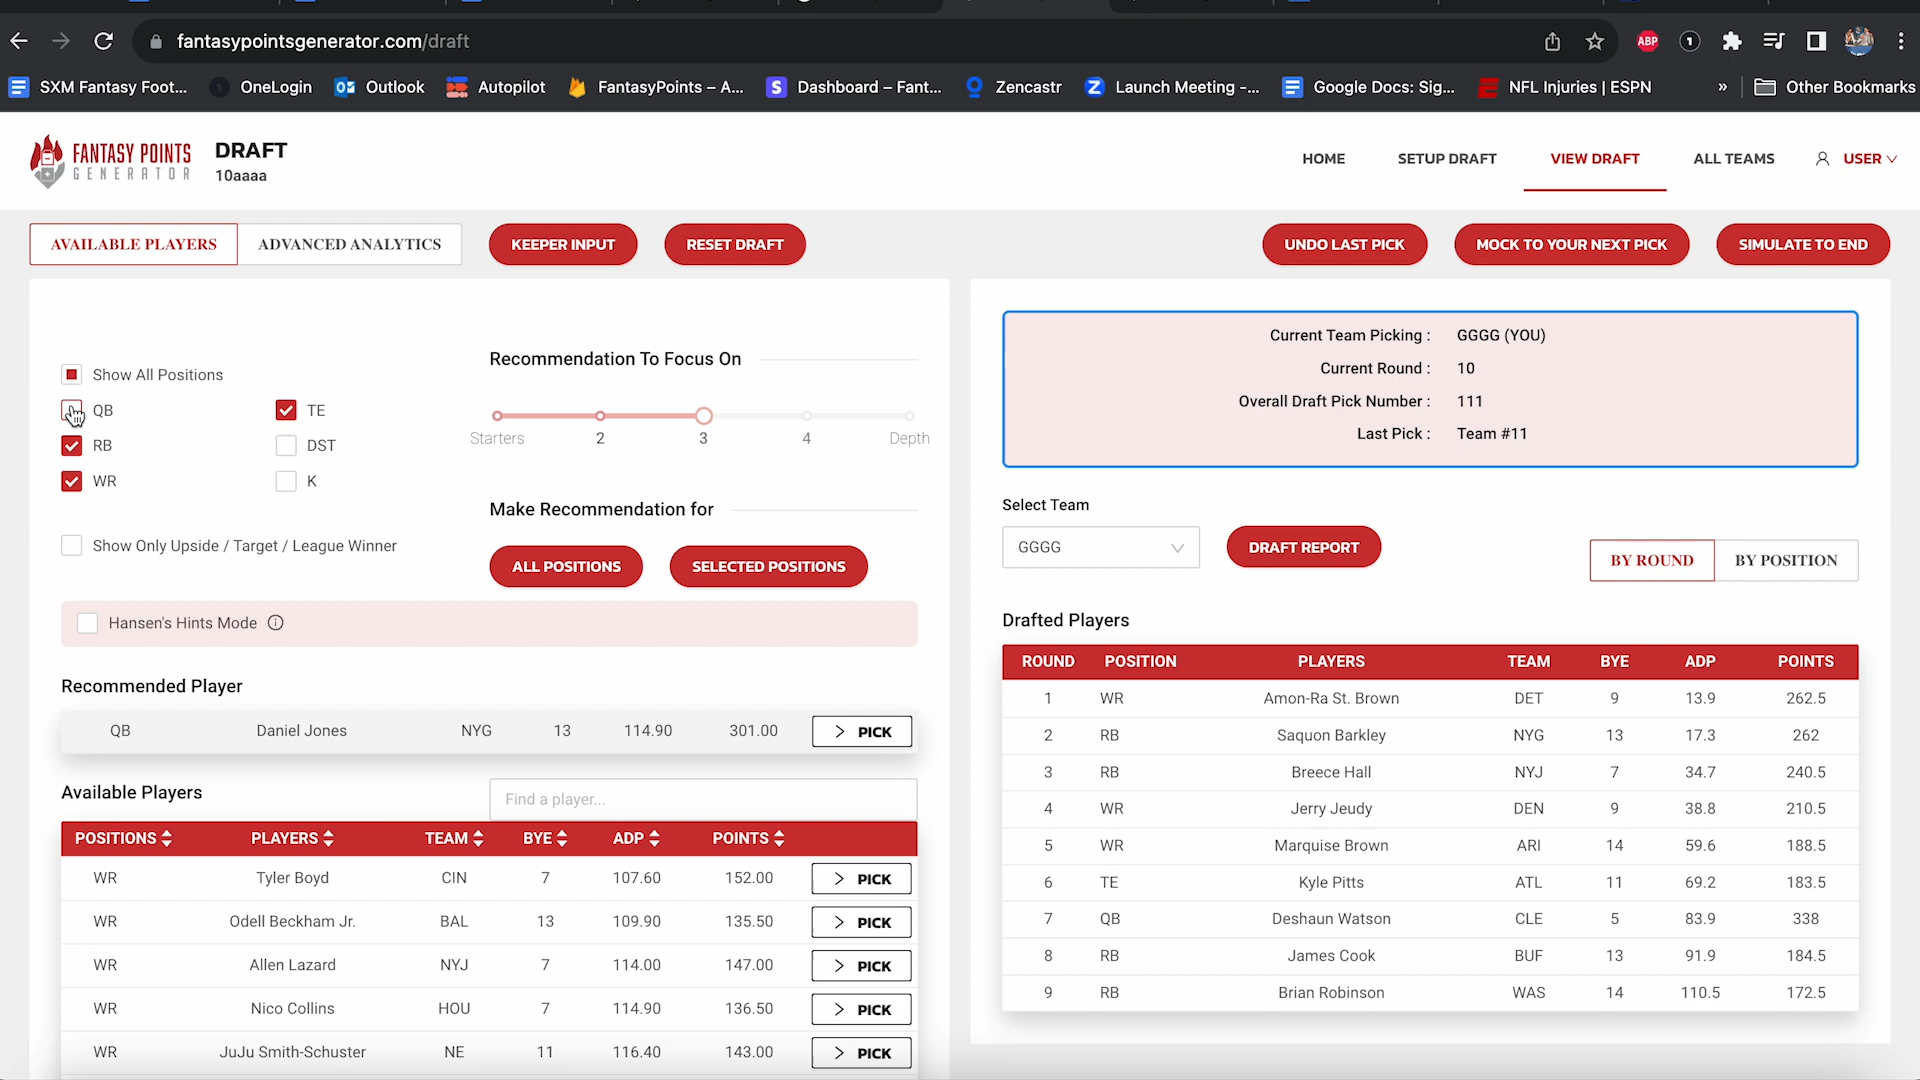 fantasypointsgenerator.com/draft
ABP
SXM Fantasy Foot...
OneLogin
Outlook
Autopilot
FantasyPoints – A...
Dashboard – Fant...
Zencastr
Launch Meeting -...
Google Docs: Sig...
NFL Injuries | ESPN
»
Other Bookmarks
FANTASY POINTS
GENERATOR
DRAFT
10aaaa
HOME
SETUP DRAFT
VIEW DRAFT
ALL TEAMS
USER
AVAILABLE PLAYERS
ADVANCED ANALYTICS
KEEPER INPUT
RESET DRAFT
UNDO LAST PICK
MOCK TO YOUR NEXT PICK
SIMULATE TO END
Show All Positions
QB
TE
RB
DST
WR
K
Show Only Upside / Target / League Winner
Recommendation To Focus On
Starters 2 3 4 Depth
Make Recommendation for
ALL POSITIONS
SELECTED POSITIONS
Hansen's Hints Mode
Recommended Player
QB Daniel Jones NYG 13 114.90 301.00 > PICK
Available Players
Find a player...
POSITIONS PLAYERS TEAM BYE ADP POINTS
WR Tyler Boyd CIN 7 107.60 152.00 > PICK
WR Odell Beckham Jr. BAL 13 109.90 135.50 > PICK
WR Allen Lazard NYJ 7 114.00 147.00 > PICK
WR Nico Collins HOU 7 114.90 136.50 > PICK
WR JuJu Smith-Schuster NE 11 116.40 143.00 > PICK
Current Team Picking : GGGG (YOU)
Current Round : 10
Overall Draft Pick Number : 111
Last Pick : Team #11
Select Team
GGGG
DRAFT REPORT
BY ROUND
BY POSITION
Drafted Players
ROUND POSITION PLAYERS TEAM BYE ADP POINTS
1 WR Amon-Ra St. Brown DET 9 13.9 262.5
2 RB Saquon Barkley NYG 13 17.3 262
3 RB Breece Hall NYJ 7 34.7 240.5
4 WR Jerry Jeudy DEN 9 38.8 210.5
5 WR Marquise Brown ARI 14 59.6 188.5
6 TE Kyle Pitts ATL 11 69.2 183.5
7 QB Deshaun Watson CLE 5 83.9 338
8 RB James Cook BUF 13 91.9 184.5
9 RB Brian Robinson WAS 14 110.5 172.5